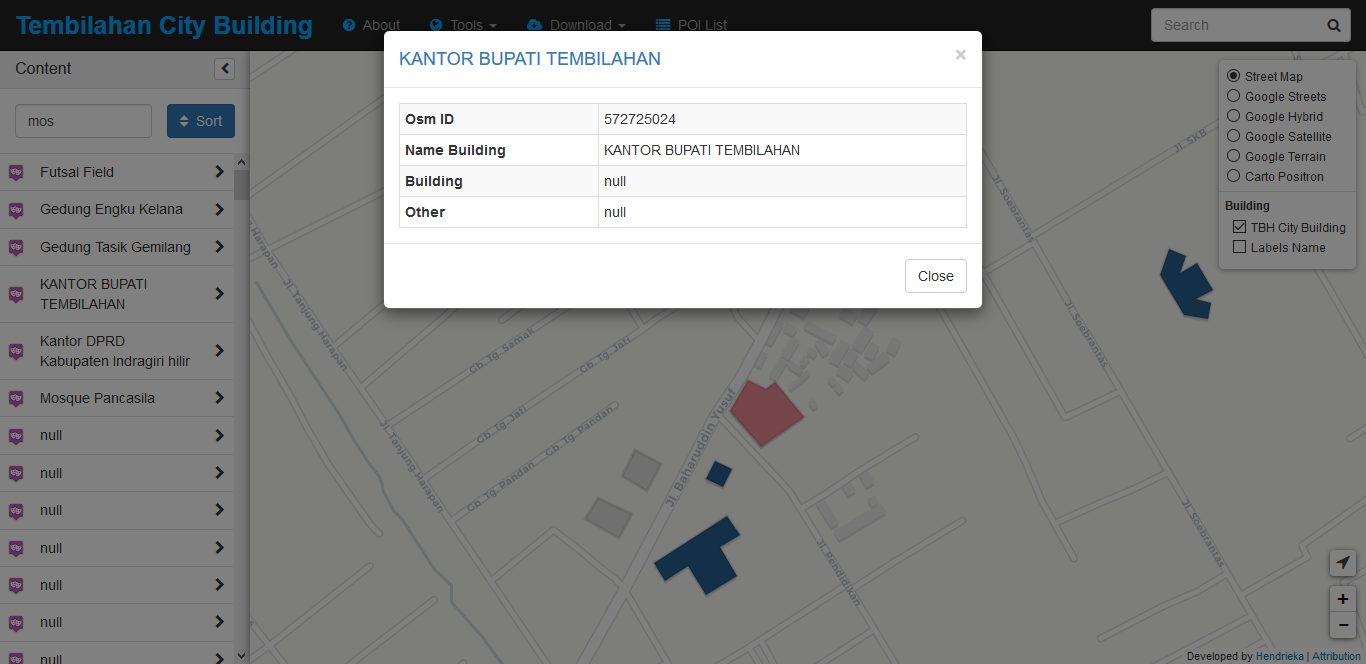 Tembilahan City Building
About
Tools
Download
POI List
Search
Content
mos
Sort
Futsal Field
Gedung Engku Kelana
Gedung Tasik Gemilang
KANTOR BUPATI
TEMBILAHAN
Kantor DPRD
Kabupaten Indragiri hilir
Mosque Pancasila
null
null
null
null
null
null
null
KANTOR BUPATI TEMBILAHAN
×
Osm ID 572725024
Name Building KANTOR BUPATI TEMBILAHAN
Building null
Other null
Close
Street Map
Google Streets
Google Hybrid
Google Satellite
Google Terrain
Carto Positron
Building
TBH City Building
Labels Name
Jl. SKB
Jl. Soebrantas
Jl. Soebrantas
Jl. Soebrantas
Harapan
Jl. Tanjung Harapan
Jl. Tanjung Harapan
Gb. Tg. Samak
Gb. Tg. Jati
Gb. Tg. Jati
Gb. Tg. Pandan
Gb. Tg. Pandan
Jl. Baharuddin Yusuf
Jl. Pendidikan
+
−
Developed by Hendrieka | Attribution